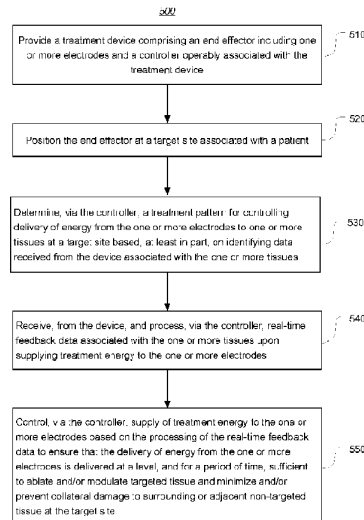 500
Provide a treatment device comprising an end effector including one
or more electrodes and a controller operably associated with the
treatment device
510
Position the end effector at a target site associated with a patient
520
Determine, via the controller, a treatment pattern for controlling
delivery of energy from the one or more electrodes to one or more
tissues at a target site based, at least in part, on identifying data
received from the device associated with the one or more tissues
530
Receive, from the device, and process, via the controller, real-time
feedback data associated with the one or more tissues upon
supplying treatment energy to the one or more electrodes
540
Control, via the controller, supply of treatment energy to the one or
more electrodes based on the processing of the real-time feedback
data to ensure that the delivery of energy from the one or more
electrodes is delivered at a level, and for a period of time, sufficient
to ablate and/or modulate targeted tissue and minimize and/or
prevent collateral damage to surrounding or adjacent non-targeted
tissue at the target site
550